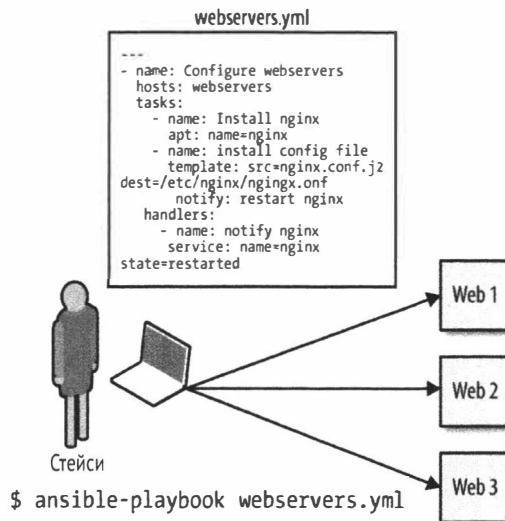 webservers.yml
---
- name: Configure webservers
hosts: webservers
tasks:
- name: Install nginx
apt: name=nginx
- name: install config file
template: src=nginx.conf.j2
dest=/etc/nginx/ngingx.onf
notify: restart nginx
handlers:
- name: notify nginx
service: name=nginx
state=restarted
Web 1
Web 2
Web 3
Стейси
$ ansible-playbook webservers.yml